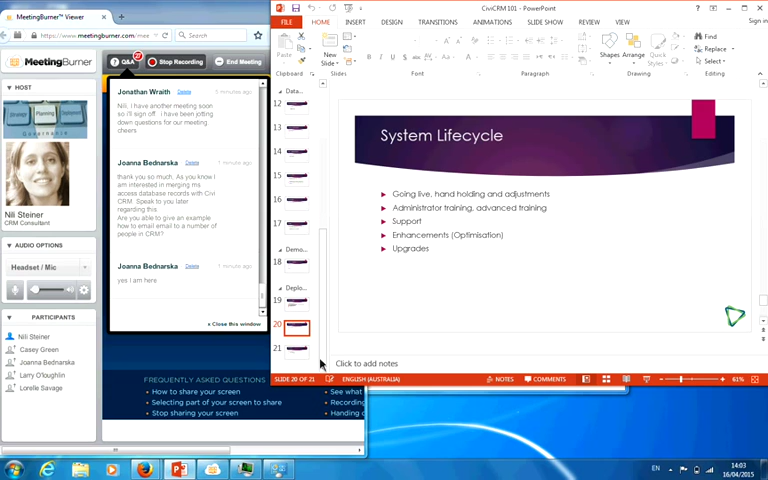 MeetingBurner™ Viewer
https://www.meetingburner.com/mee
Search
MeetingBurner
Q&A
Stop Recording
End Meeting
HOST
Strategy
Planning
Governance
Nili Steiner
CRM Consultant
AUDIO OPTIONS
Headset / Mic
PARTICIPANTS
Nili Steiner
Casey Green
Joanna Bednarska
Larry O'loughlin
Lorelle Savage
Jonathan Wraith Delete
Nili, i have another meeting soon
so i'll sign off. i have been jotting
down questions for our meeting
cheers
Joanna Bednarska Delete 1 minute ago
thank you so much. As you know I
am interested in merging ms
access database records with Civi
CRM Speak to you later
regarding this
Are you able to give an example
how to email email to a number of
people in CRM?
Joanna Bednarska Delete 1 minute ago
yes I am here
Close this window
FREQUENTLY ASKED QUESTIONS
• How to share your screen
• Selecting part of your screen to share
• Stop sharing your screen
• See what
• Recording
• Handing
CiviCRM 101 - PowerPoint
Sign in
FILE HOME INSERT DESIGN TRANSITIONS ANIMATIONS SLIDE SHOW REVIEW VIEW
Paste
New
Slide
Shapes
Arrange
Find
Replace
Select
Clipboard
Slides
Font
Paragraph
Drawing
Editing
Data...
12
13
14
15
16
17
Demo...
18
Deplo...
19
20
21
System Lifecycle
Going live, hand holding and adjustments
Administrator training, advanced training
Support
Enhancements (Optimisation)
Upgrades
Click to add notes
SLIDE 20 OF 21
ENGLISH (AUSTRALIA)
NOTES
COMMENTS
61%
EN
14:03
16/04/2015